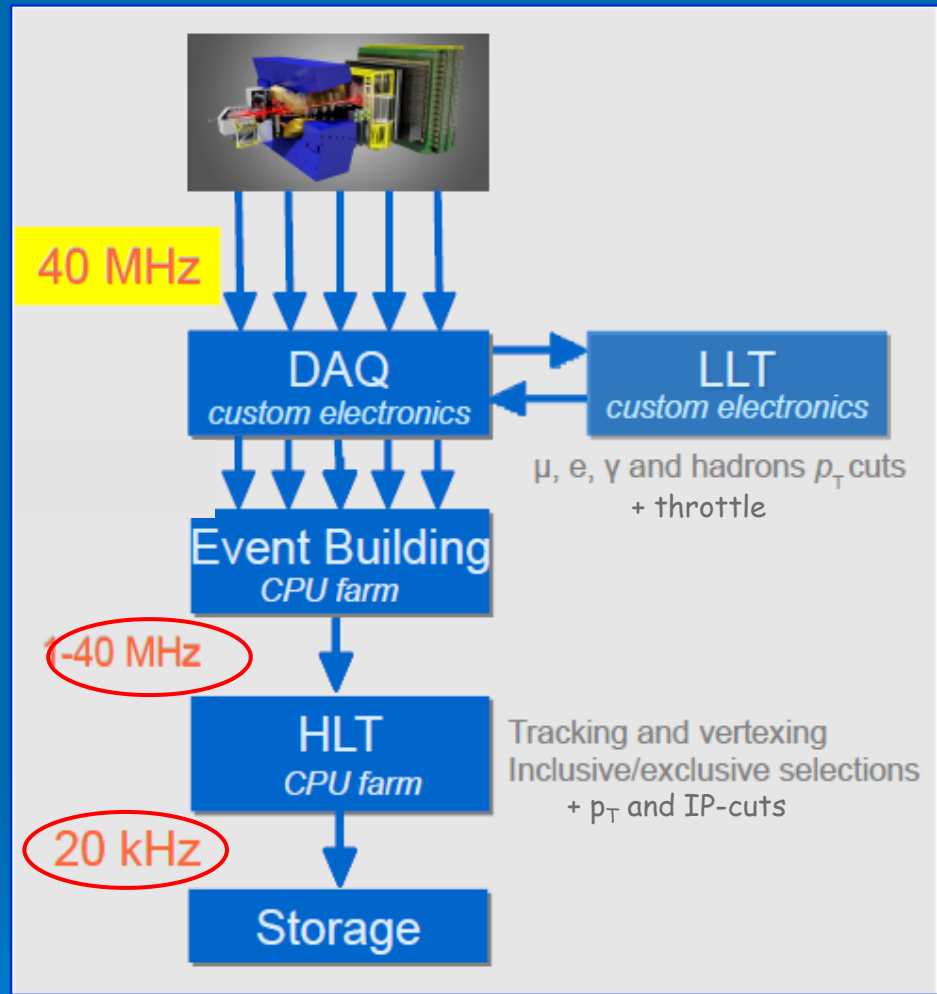 40 MHz
DAQ
custom electronics
LLT
custom electronics
μ, e, γ and hadrons pT cuts
+ throttle
Event Building
CPU farm
1-40 MHz
HLT
CPU farm
Tracking and vertexing
Inclusive/exclusive selections
+ pT and IP-cuts
20 kHz
Storage